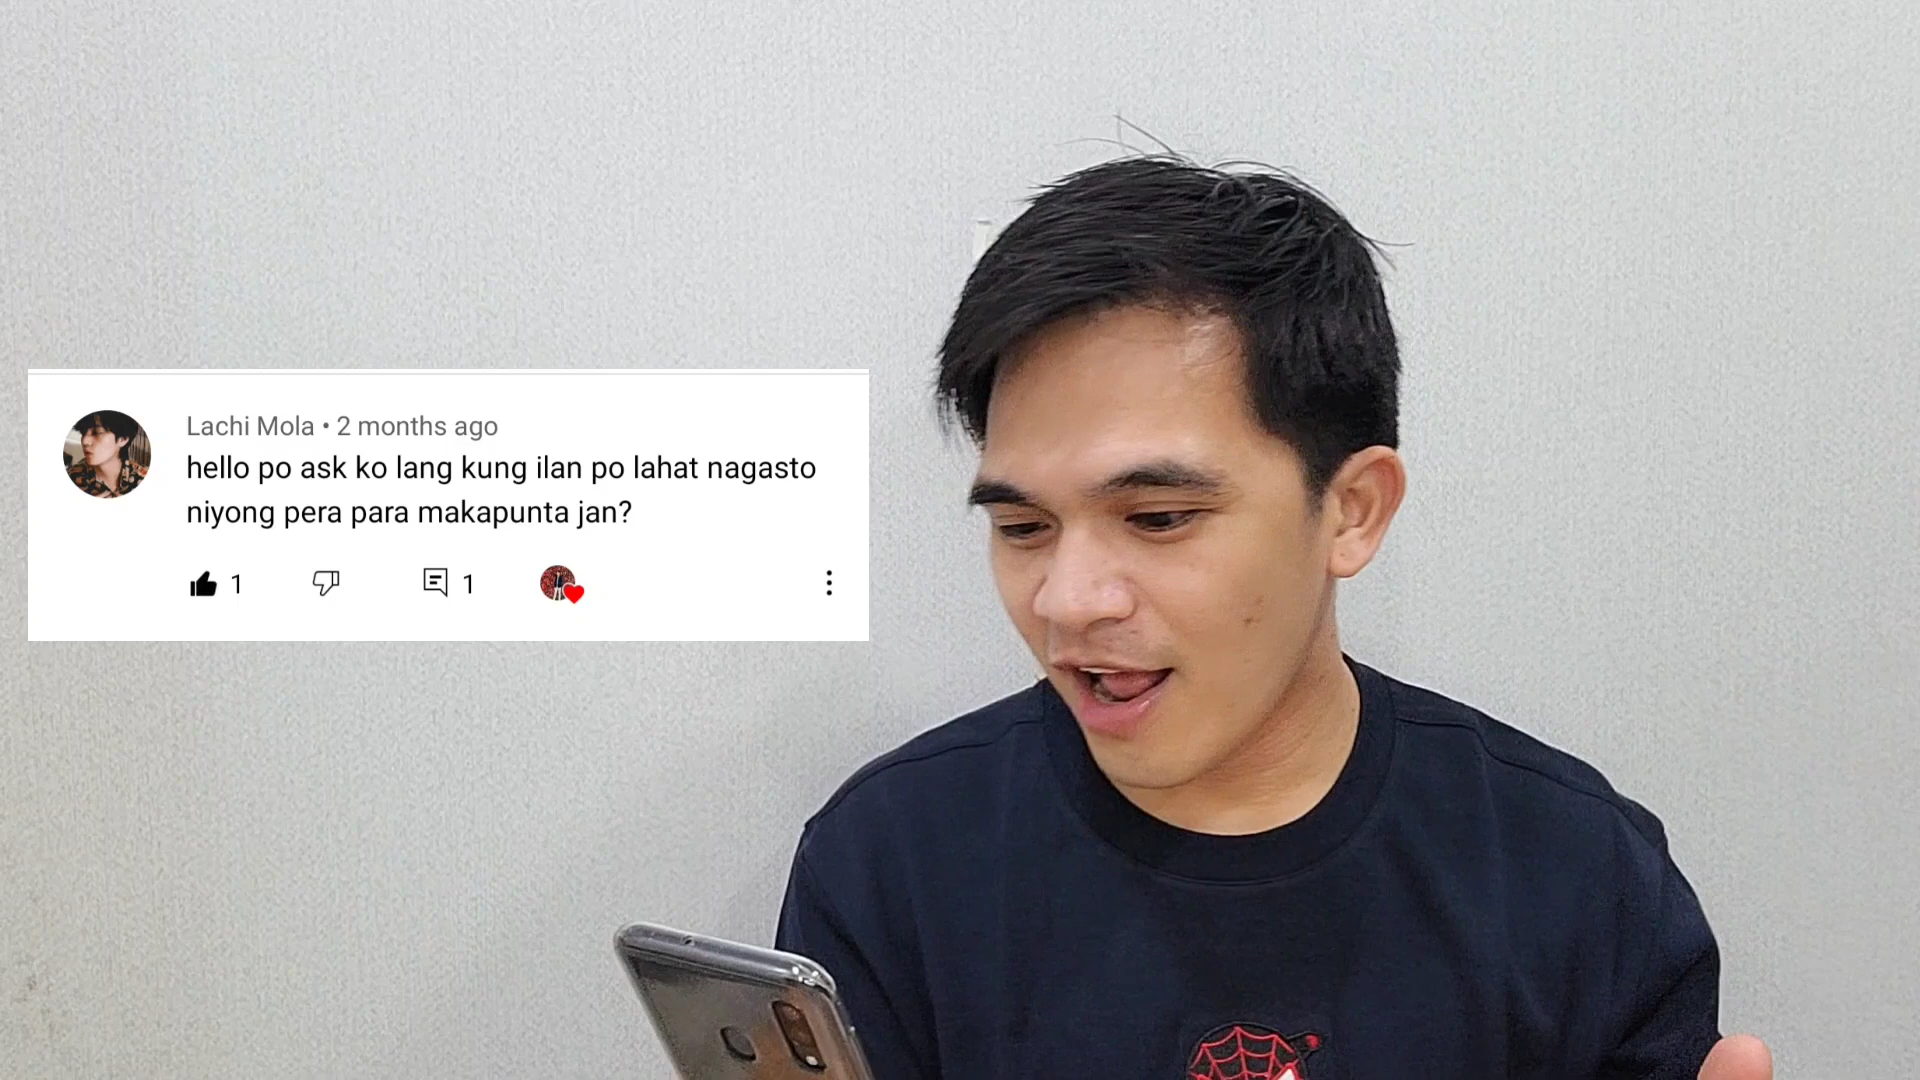 Lachi Mola • 2 months ago
hello po ask ko lang kung ilan po lahat nagasto
niyong pera para makapunta jan?
1
1